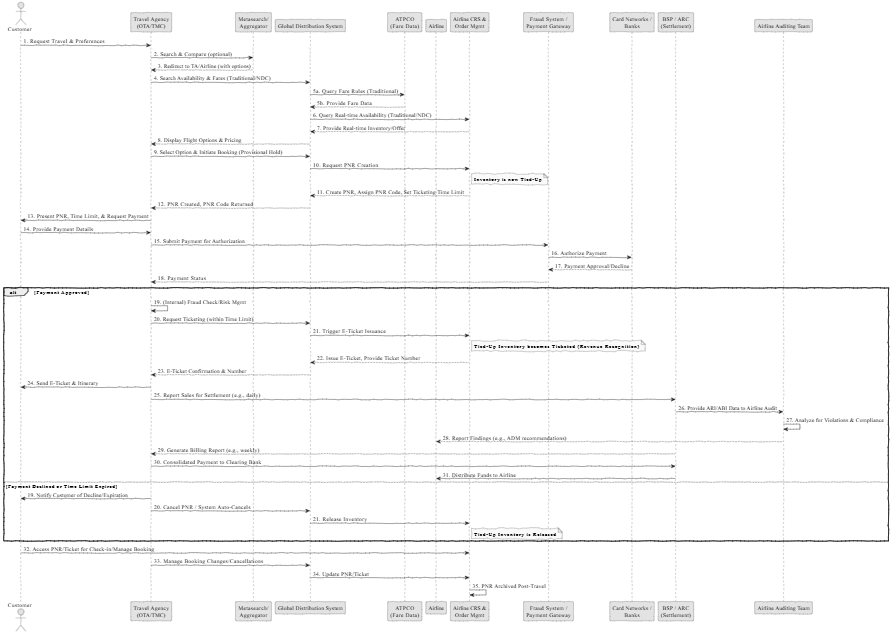 Customer
Travel Agency
(OTA/TMC)
Metasearch/
Aggregator
Global Distribution System
ATPCO
(Fare Data)
Airline
Airline CRS &
Order Mgmt
Fraud System /
Payment Gateway
Card Networks /
Banks
BSP / ARC
(Settlement)
Airline Auditing Team
1. Request Travel & Preferences
2. Search & Compare (optional)
3. Redirect to TA/Airline (with options)
4. Search Availability & Fares (Traditional/NDC)
5a. Query Fare Rules (Traditional)
5b. Provide Fare Data
6. Query Real-time Availability (Traditional/NDC)
7. Provide Real-time Inventory/Offer
8. Display Flight Options & Pricing
9. Select Option & Initiate Booking (Provisional Hold)
10. Request PNR Creation
Inventory is now Tied-Up
11. Create PNR, Assign PNR Code, Set Ticketing Time Limit
12. PNR Created, PNR Code Returned
13. Present PNR, Time Limit, & Request Payment
14. Provide Payment Details
15. Submit Payment for Authorization
16. Authorize Payment
17. Payment Approval/Decline
18. Payment Status
alt [Payment Approved]
19. (Internal) Fraud Check/Risk Mgmt
20. Request Ticketing (within Time Limit)
21. Trigger E-Ticket Issuance
Tied-Up Inventory becomes Ticketed (Revenue Recognition)
22. Issue E-Ticket, Provide Ticket Number
23. E-Ticket Confirmation & Number
24. Send E-Ticket & Itinerary
25. Report Sales for Settlement (e.g., daily)
26. Provide ARI/ABI Data to Airline Audit
27. Analyze for Violations & Compliance
28. Report Findings (e.g., ADM recommendations)
29. Generate Billing Report (e.g., weekly)
30. Consolidated Payment to Clearing Bank
31. Distribute Funds to Airline
[Payment Declined or Time Limit Expired]
19. Notify Customer of Decline/Expiration
20. Cancel PNR / System Auto-Cancels
21. Release Inventory
Tied-Up Inventory is Released
32. Access PNR/Ticket for Check-in/Manage Booking
33. Manage Booking Changes/Cancellations
34. Update PNR/Ticket
35. PNR Archived Post-Travel
Customer
Travel Agency
(OTA/TMC)
Metasearch/
Aggregator
Global Distribution System
ATPCO
(Fare Data)
Airline
Airline CRS &
Order Mgmt
Fraud System /
Payment Gateway
Card Networks /
Banks
BSP / ARC
(Settlement)
Airline Auditing Team